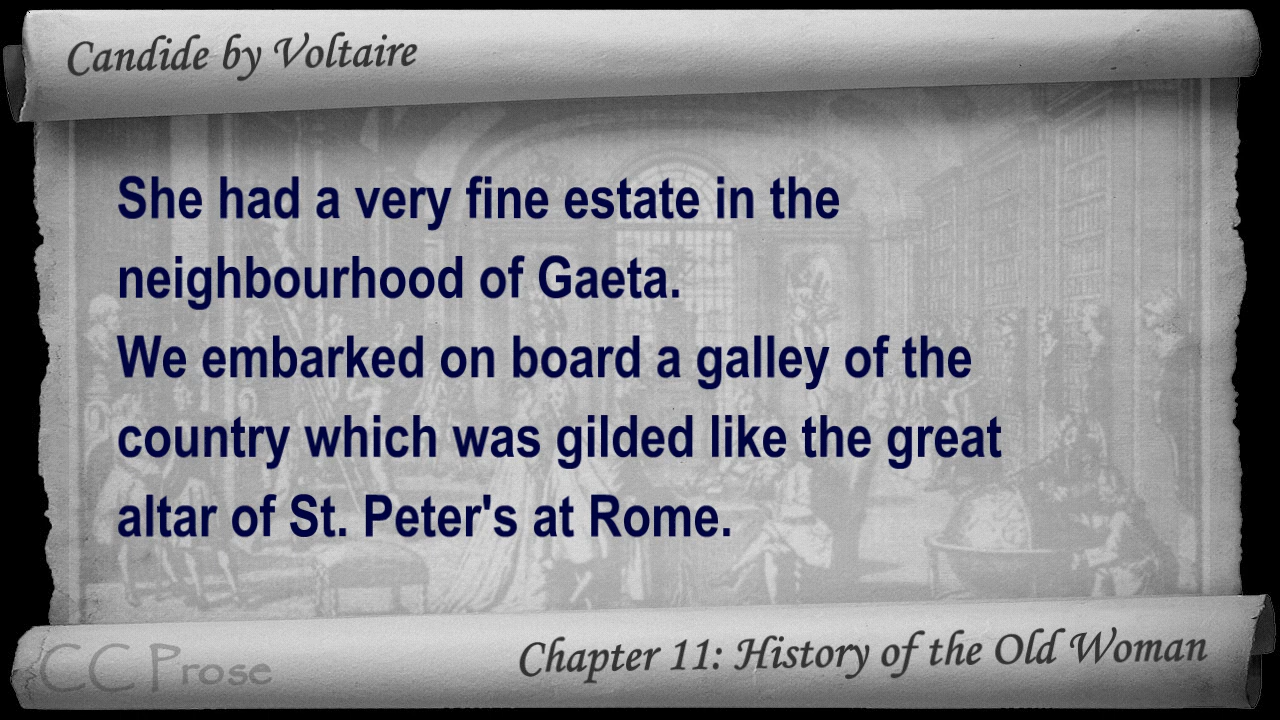 Candide by Voltaire
She had a very fine estate in the
neighbourhood of Gaeta.
We embarked on board a galley of the
country which was gilded like the great
altar of St. Peter's at Rome.
CC Prose
Chapter 11: History of the Old Woman